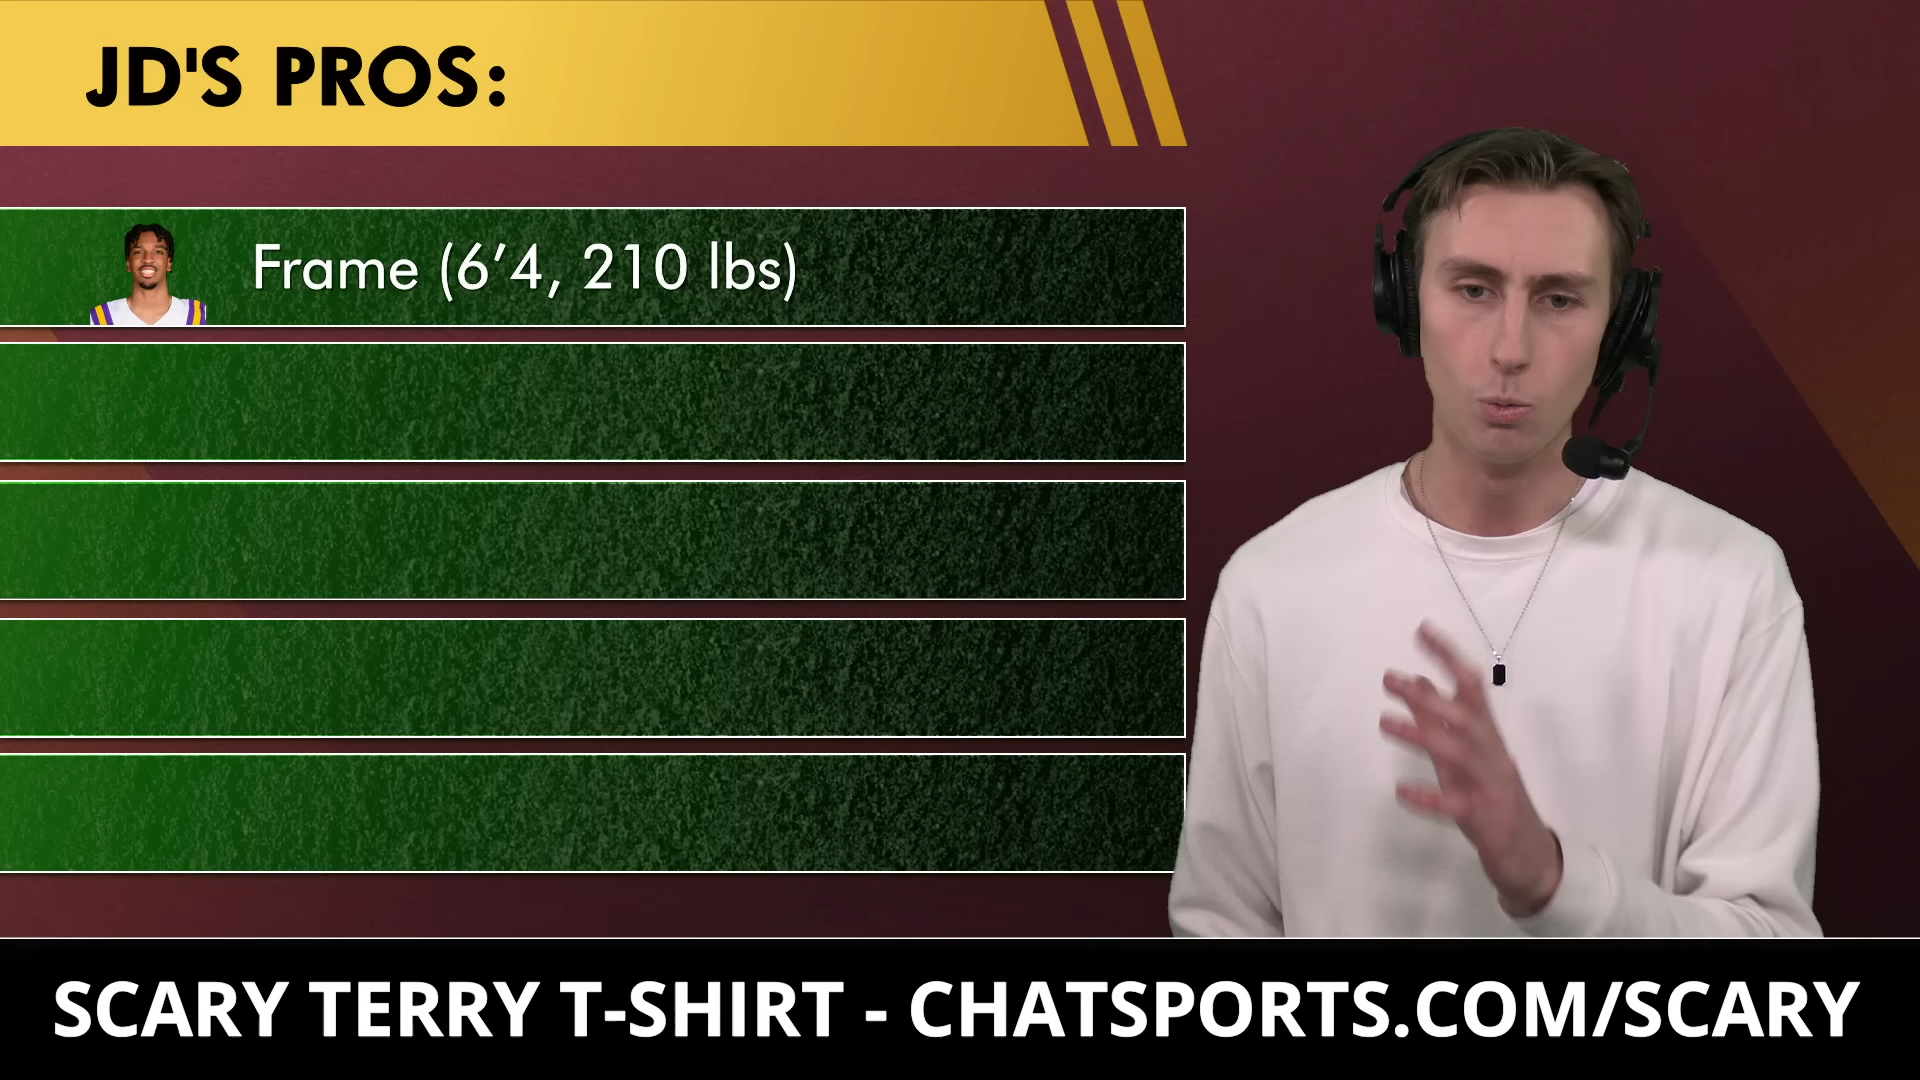 JD'S PROS:
Frame (6’4, 210 lbs)
SCARY TERRY T-SHIRT - CHATSPORTS.COM/SCARY